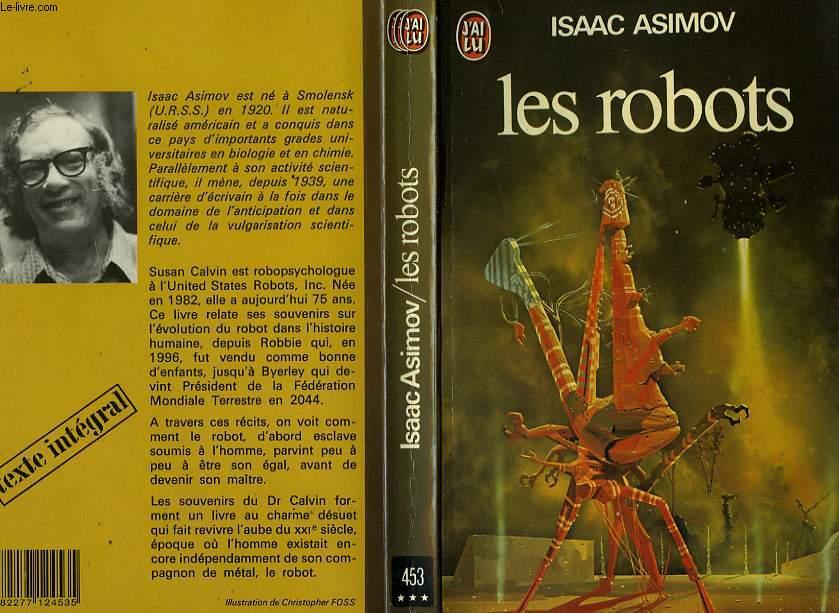 Le-livre.com
Isaac Asimov est né à Smolensk
(U.R.S.S.) en 1920. Il est natu-
ralisé américain et a conquis dans
ce pays d'importants grades uni-
versitaires en biologie et en chimie.
Parallèlement à son activité scien-
tifique, il mène, depuis 1939, une
carrière d'écrivain à la fois dans le
domaine de l'anticipation et dans
celui de la vulgarisation scienti-
fique.
Susan Calvin est robopsychologue
à l'United States Robots, Inc. Née
en 1982, elle a aujourd'hui 75 ans.
Ce livre relate ses souvenirs sur
l'évolution du robot dans l'histoire
humaine, depuis Robbie qui, en
1996, fut vendu comme bonne
d'enfants, jusqu'à Byerley qui de-
vint Président de la Fédération
Mondiale Terrestre en 2044.
A travers ces récits, on voit com-
ment le robot, d'abord esclave
soumis à l'homme, parvint peu à
peu à être son égal, avant de
devenir son maître.
Les souvenirs du Dr Calvin for-
ment un livre au charme désuet
qui fait revivre l'aube du XXIe siècle,
époque où l'homme existait en-
core indépendamment de son com-
pagnon de métal, le robot.
texte intégral
82277 124535
Illustration de Christopher FOSS
J'AI LU
Isaac Asimov/les robots
453
J'AI LU
ISAAC ASIMOV
les robots